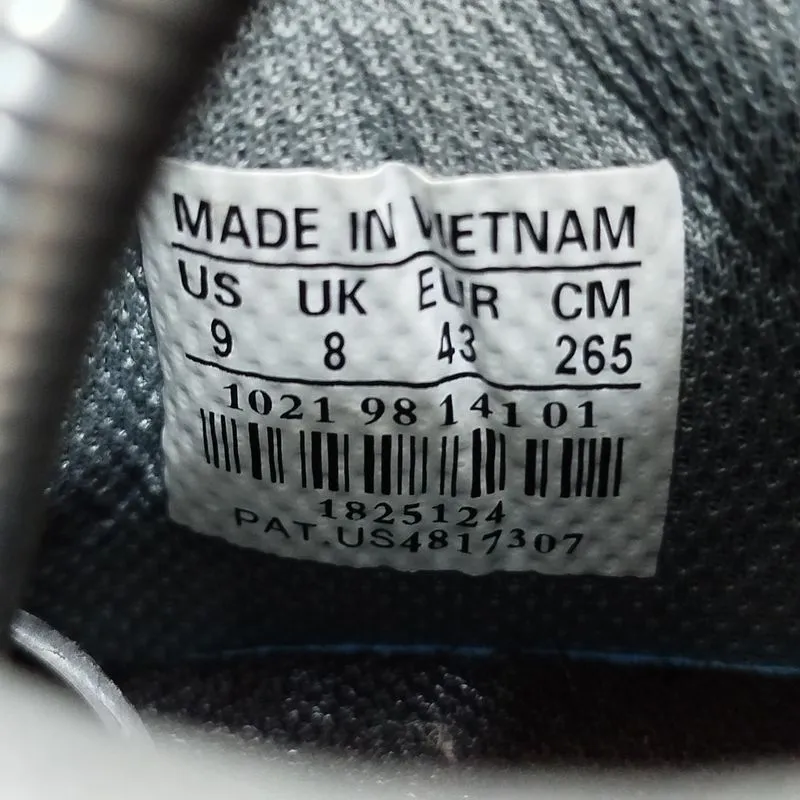 MADE IN VIETNAM
US UK EUR CM
9 8 43 265
1021 98 141 01
1825124
PAT.US4817307